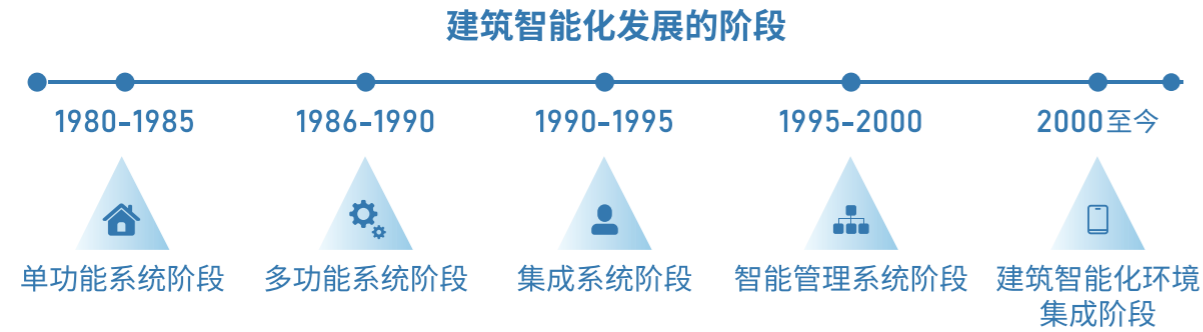 建筑智能化发展的阶段
1980-1985
1986-1990
1990-1995
1995-2000
2000至今
单功能系统阶段
多功能系统阶段
集成系统阶段
智能管理系统阶段
建筑智能化环境
集成阶段